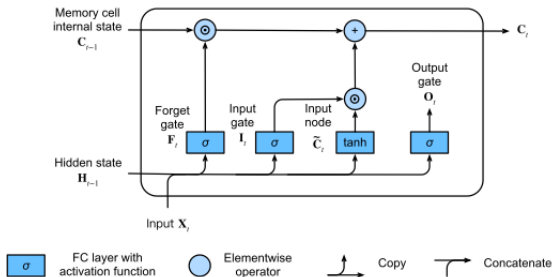 Memory cell
internal state
C_{t−1}
C_t
+
Output
gate
O_t
Forget
gate
F_t
Input
gate
I_t
Input
node
C̃_t
σ
σ
tanh
σ
Hidden state
H_{t−1}
Input X_t
σ
FC layer with
activation function
Elementwise
operator
Copy
Concatenate